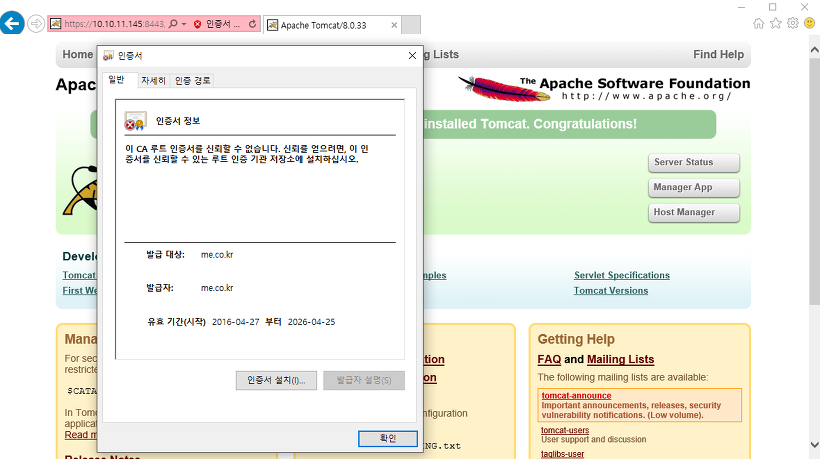 https://10.10.11.145:8443,
인증서 ...
Apache Tomcat/8.0.33
Home
g Lists
Find Help
Apac
The Apache Software Foundation
http://www.apache.org/
installed Tomcat. Congratulations!
인증서
일반
자세히
인증 경로
인증서 정보
이 CA 루트 인증서를 신뢰할 수 없습니다. 신뢰를 얻으려면, 이 인
증서를 신뢰할 수 있는 루트 인증 기관 저장소에 설치하십시오.
발급 대상: me.co.kr
발급자: me.co.kr
유효 기간(시작) 2016-04-27 부터 2026-04-25
인증서 설치(I)...
발급자 설명(S)
확인
Server Status
Manager App
Host Manager
Develo
Tomcat
First We
mples
Servlet Specifications
Tomcat Versions
Mana
For sec
restricte
$CATA
In Tomc
applicat
Read m
Release Notes
tation
on
nfiguration
NG.txt
Getting Help
FAQ and Mailing Lists
The following mailing lists are available:
tomcat-announce
Important announcements, releases, security
vulnerability notifications. (Low volume).
tomcat-users
User support and discussion
taglibs-user